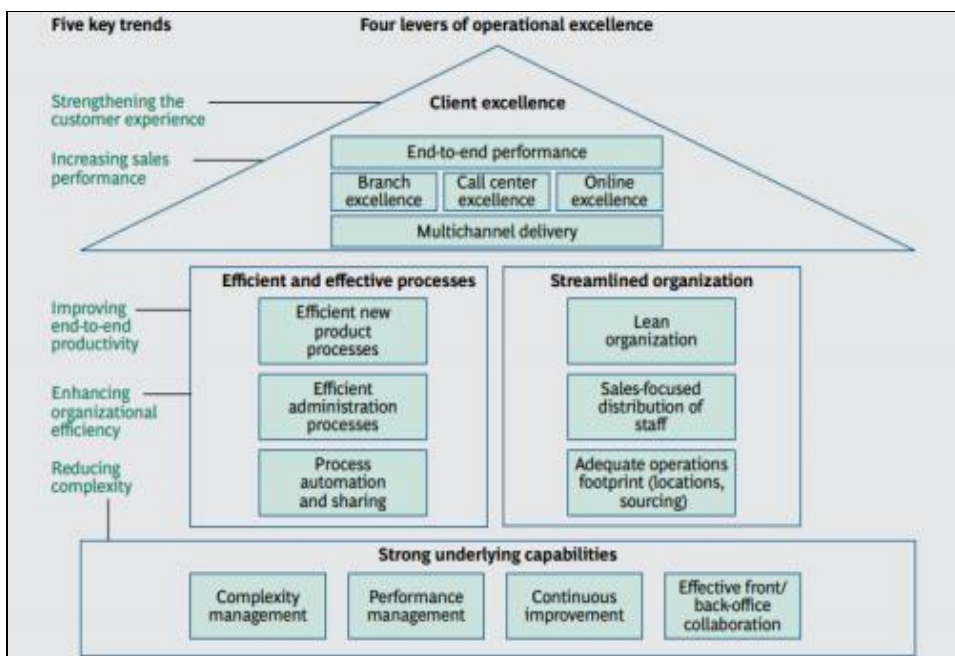 Five key trends
Four levers of operational excellence
Strengthening the
customer experience
Increasing sales
performance
Client excellence
End-to-end performance
Branch
excellence
Call center
excellence
Online
excellence
Multichannel delivery
Improving
end-to-end
productivity
Enhancing
organizational
efficiency
Reducing
complexity
Efficient and effective processes
Efficient new
product
processes
Efficient
administration
processes
Process
automation
and sharing
Streamlined organization
Lean
organization
Sales-focused
distribution of
staff
Adequate operations
footprint (locations,
sourcing)
Strong underlying capabilities
Complexity
management
Performance
management
Continuous
improvement
Effective front/
back-office
collaboration